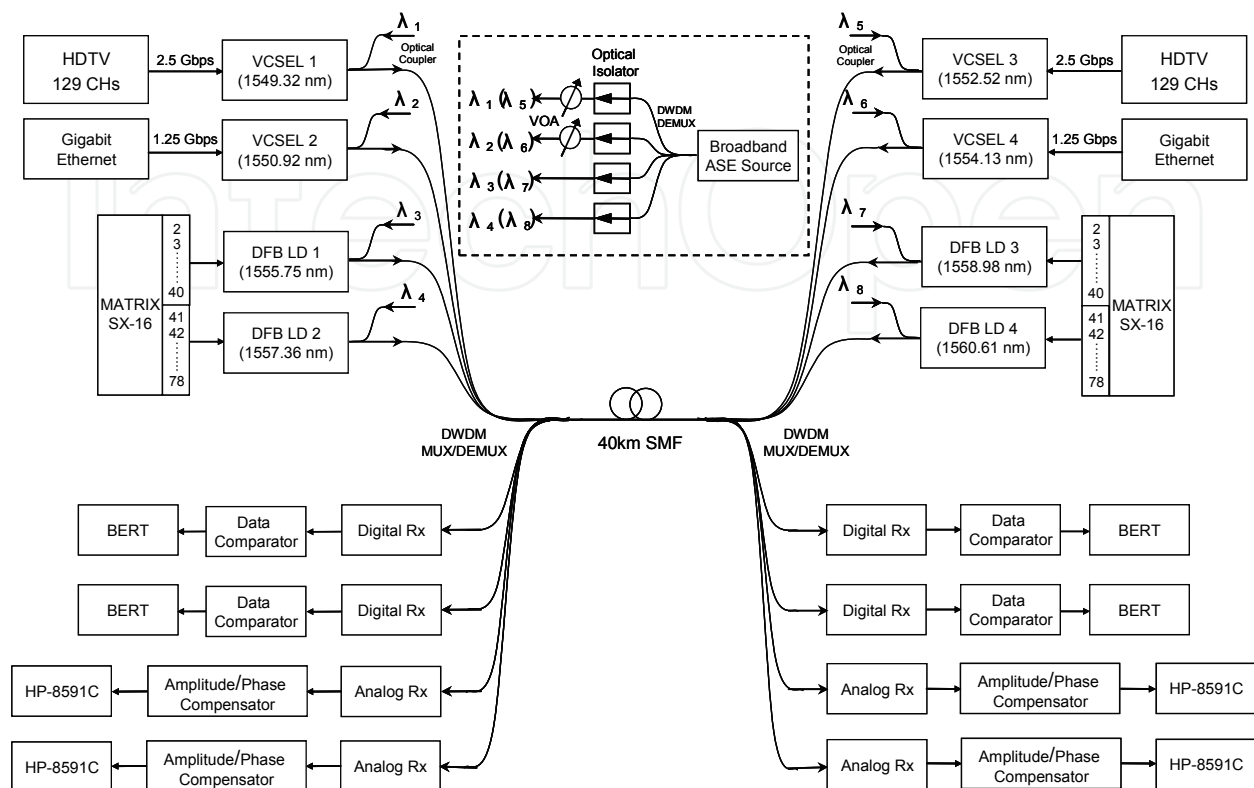 λ 1
HDTV
129 CHs
2.5 Gbps
VCSEL 1
(1549.32 nm)
Optical
Coupler
λ 2
Gigabit
Ethernet
1.25 Gbps
VCSEL 2
(1550.92 nm)
λ 3
MATRIX
SX-16
2
3
40
41
42
78
DFB LD 1
(1555.75 nm)
λ 4
DFB LD 2
(1557.36 nm)
Optical
Isolator
λ 1 (λ 5)
VOA
λ 2 (λ 6)
λ 3 (λ 7)
λ 4 (λ 8)
DWDM
DEMUX
Broadband
ASE Source
IntechOpen
λ 5
Optical
Coupler
VCSEL 3
(1552.52 nm)
2.5 Gbps
HDTV
129 CHs
λ 6
VCSEL 4
(1554.13 nm)
1.25 Gbps
Gigabit
Ethernet
λ 7
DFB LD 3
(1558.98 nm)
λ 8
DFB LD 4
(1560.61 nm)
2
3
40
41
42
78
MATRIX
SX-16
DWDM
MUX/DEMUX
40km SMF
DWDM
MUX/DEMUX
BERT
Data
Comparator
Digital Rx
Digital Rx
Data
Comparator
BERT
BERT
Data
Comparator
Digital Rx
Digital Rx
Data
Comparator
BERT
HP-8591C
Amplitude/Phase
Compensator
Analog Rx
Analog Rx
Amplitude/Phase
Compensator
HP-8591C
HP-8591C
Amplitude/Phase
Compensator
Analog Rx
Analog Rx
Amplitude/Phase
Compensator
HP-8591C